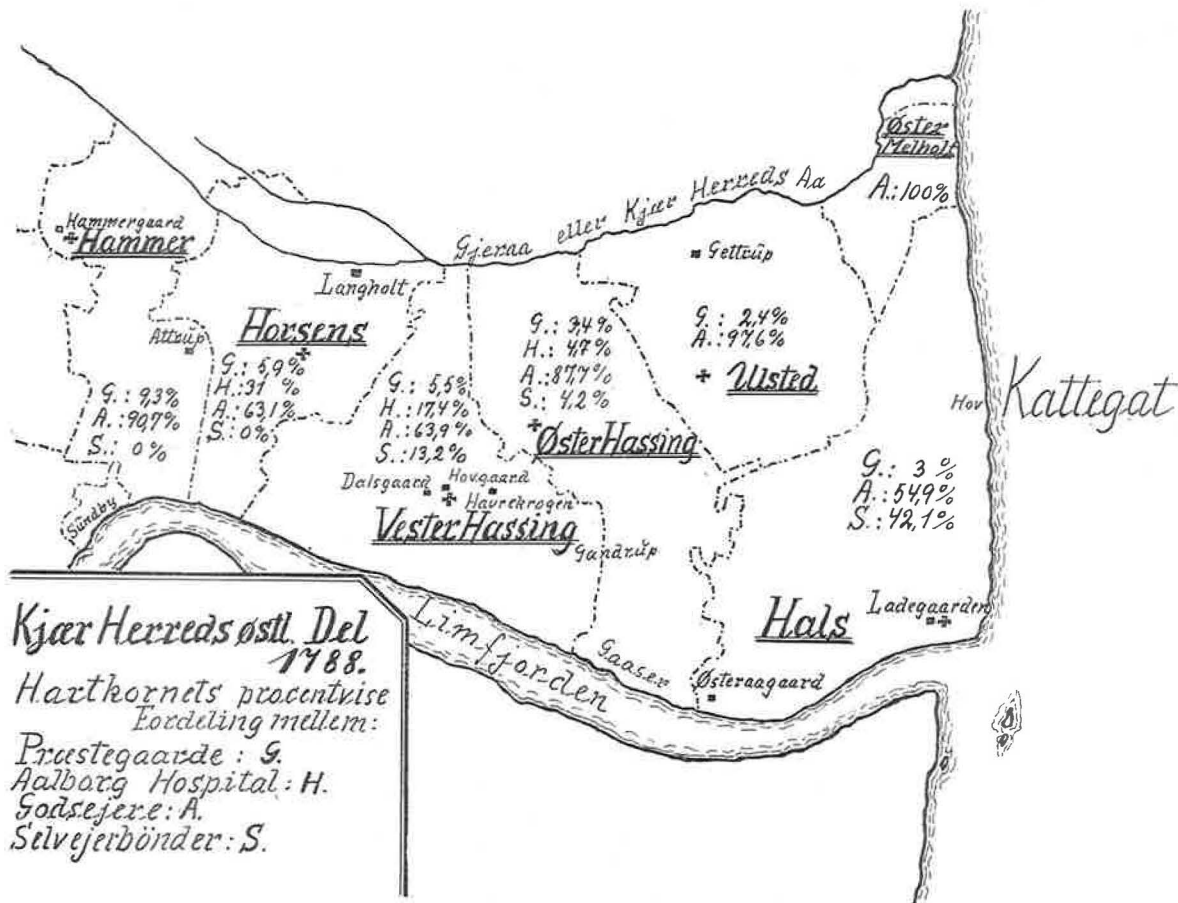 Øster
Melholt
A.: 100%
Gjeraa eller Kjær Herreds Aa
Hammergaard
Hammer
Gettrup
Langholt
Attrup
Horsens
G.: 5,9%
H.: 31 %
A.: 63,1%
S.: 0%
G.: 9,3%
A.: 90,7%
S.: 0%
G.: 5,5%
H.: 17,4%
A.: 63,9%
S.: 13,2%
G.: 3,4%
H.: 4,7%
A.: 87,7%
S.: 4,2%
ØsterHassing
G.: 2,4%
A.: 97,6%
Ulsted
Hov
Kattegat
G.: 3 %
A.: 54,9%
S.: 42,1%
Dalsgaard
Hovgaard
Havrekrogen
VesterHassing
Gandrup
Sundby
Limfjorden
Gaaser
Hals
Ladegaarden
Østeraagaard
Kjær Herreds østl. Del
1788.
Hartkornets procentvise
Fordeling mellem:
Præstegaarde: G.
Aalborg Hospital: H.
Godsejere: A.
Selvejerbönder: S.